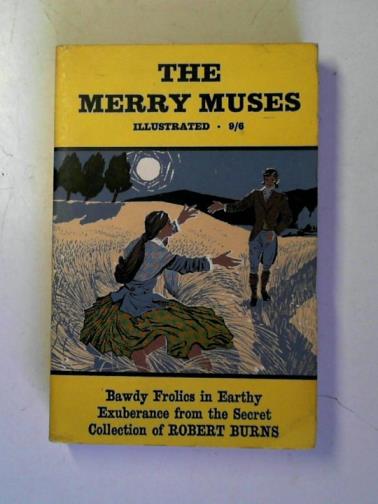 THE
MERRY MUSES
ILLUSTRATED · 9/6
Bawdy Frolics in Earthy
Exuberance from the Secret
Collection of ROBERT BURNS